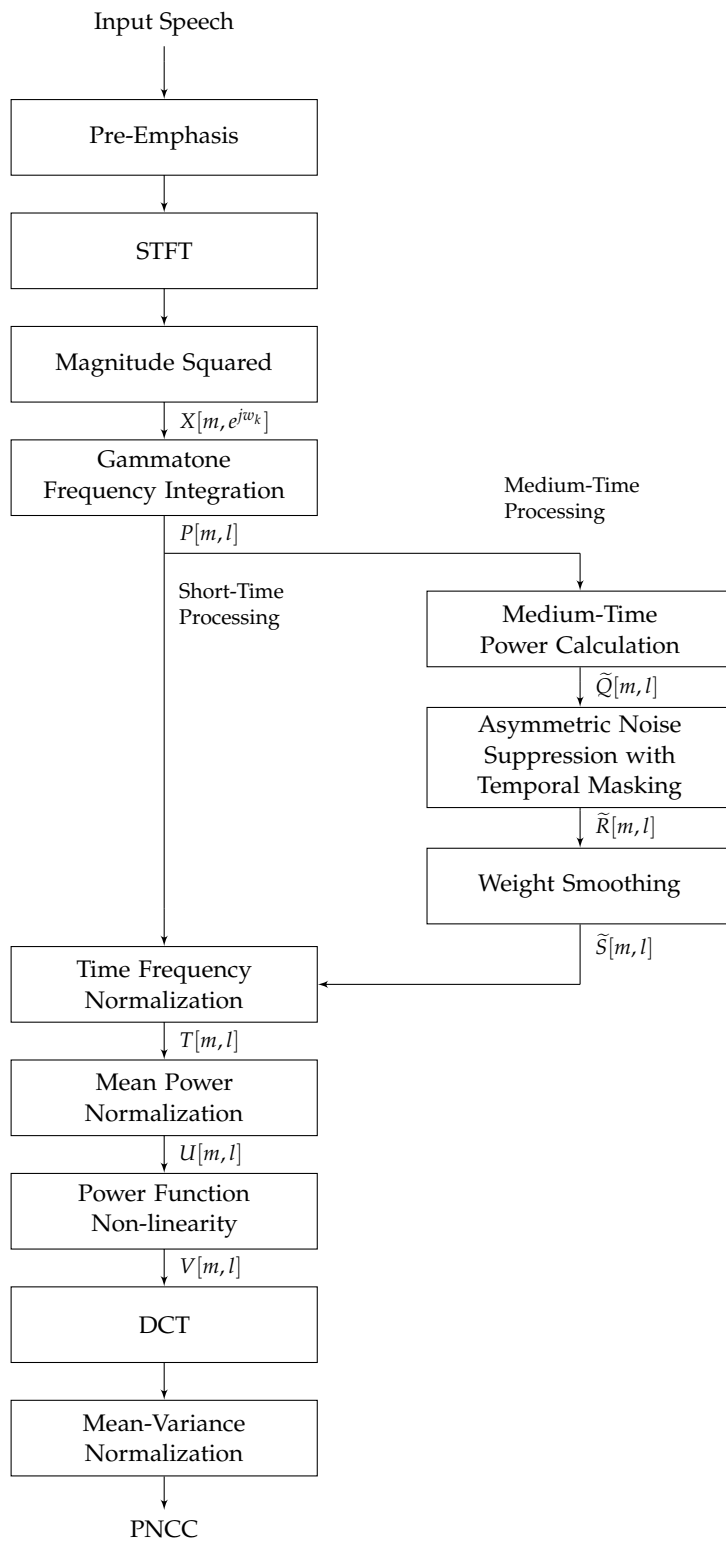 Input Speech
Pre-Emphasis
STFT
Magnitude Squared
X[m, e^{jw_k}]
Gammatone
Frequency Integration
P[m, l]
Medium-Time
Processing
Short-Time
Processing
Medium-Time
Power Calculation
Q̃[m, l]
Asymmetric Noise
Suppression with
Temporal Masking
R̃[m, l]
Weight Smoothing
S̃[m, l]
Time Frequency
Normalization
T[m, l]
Mean Power
Normalization
U[m, l]
Power Function
Non-linearity
V[m, l]
DCT
Mean-Variance
Normalization
PNCC